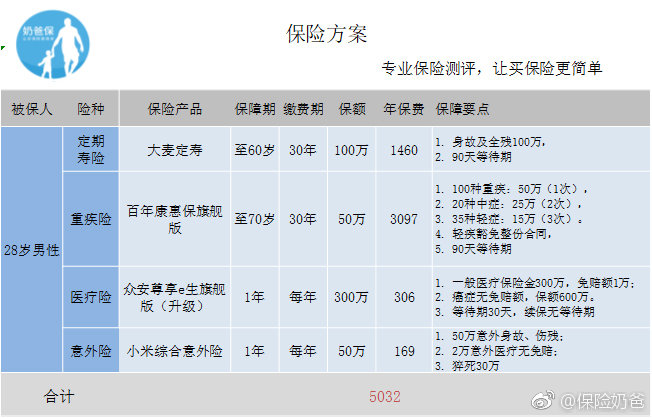 奶爸保
保险方案
专业保险测评，让买保险更简单
被保人 险种 保险产品 保障期 缴费期 保额 年保费 保障要点
28岁男性
定期
寿险
大麦定寿 至60岁 30年 100万 1460
1. 身故及全残100万，
2. 90天等待期
重疾险
百年康惠保旗舰
版
至70岁 30年 50万 3097
1. 100种重疾：50万（1次），
2. 20种中症：25万（2次），
3. 35种轻症：15万（3次）。
4. 轻疾豁免整份合同，
5. 90天等待期
医疗险
众安尊享e生旗舰
版（升级）
1年 每年 300万 306
1. 一般医疗保险金300万，免赔额1万；
2. 癌症无免赔额，保额600万。
3. 等待期30天，续保无等待期
意外险 小米综合意外险 1年 每年 50万 169
1. 50万意外身故、伤残；
2. 2万意外医疗无免赔；
3. 猝死30万
合计 5032
@保险奶爸